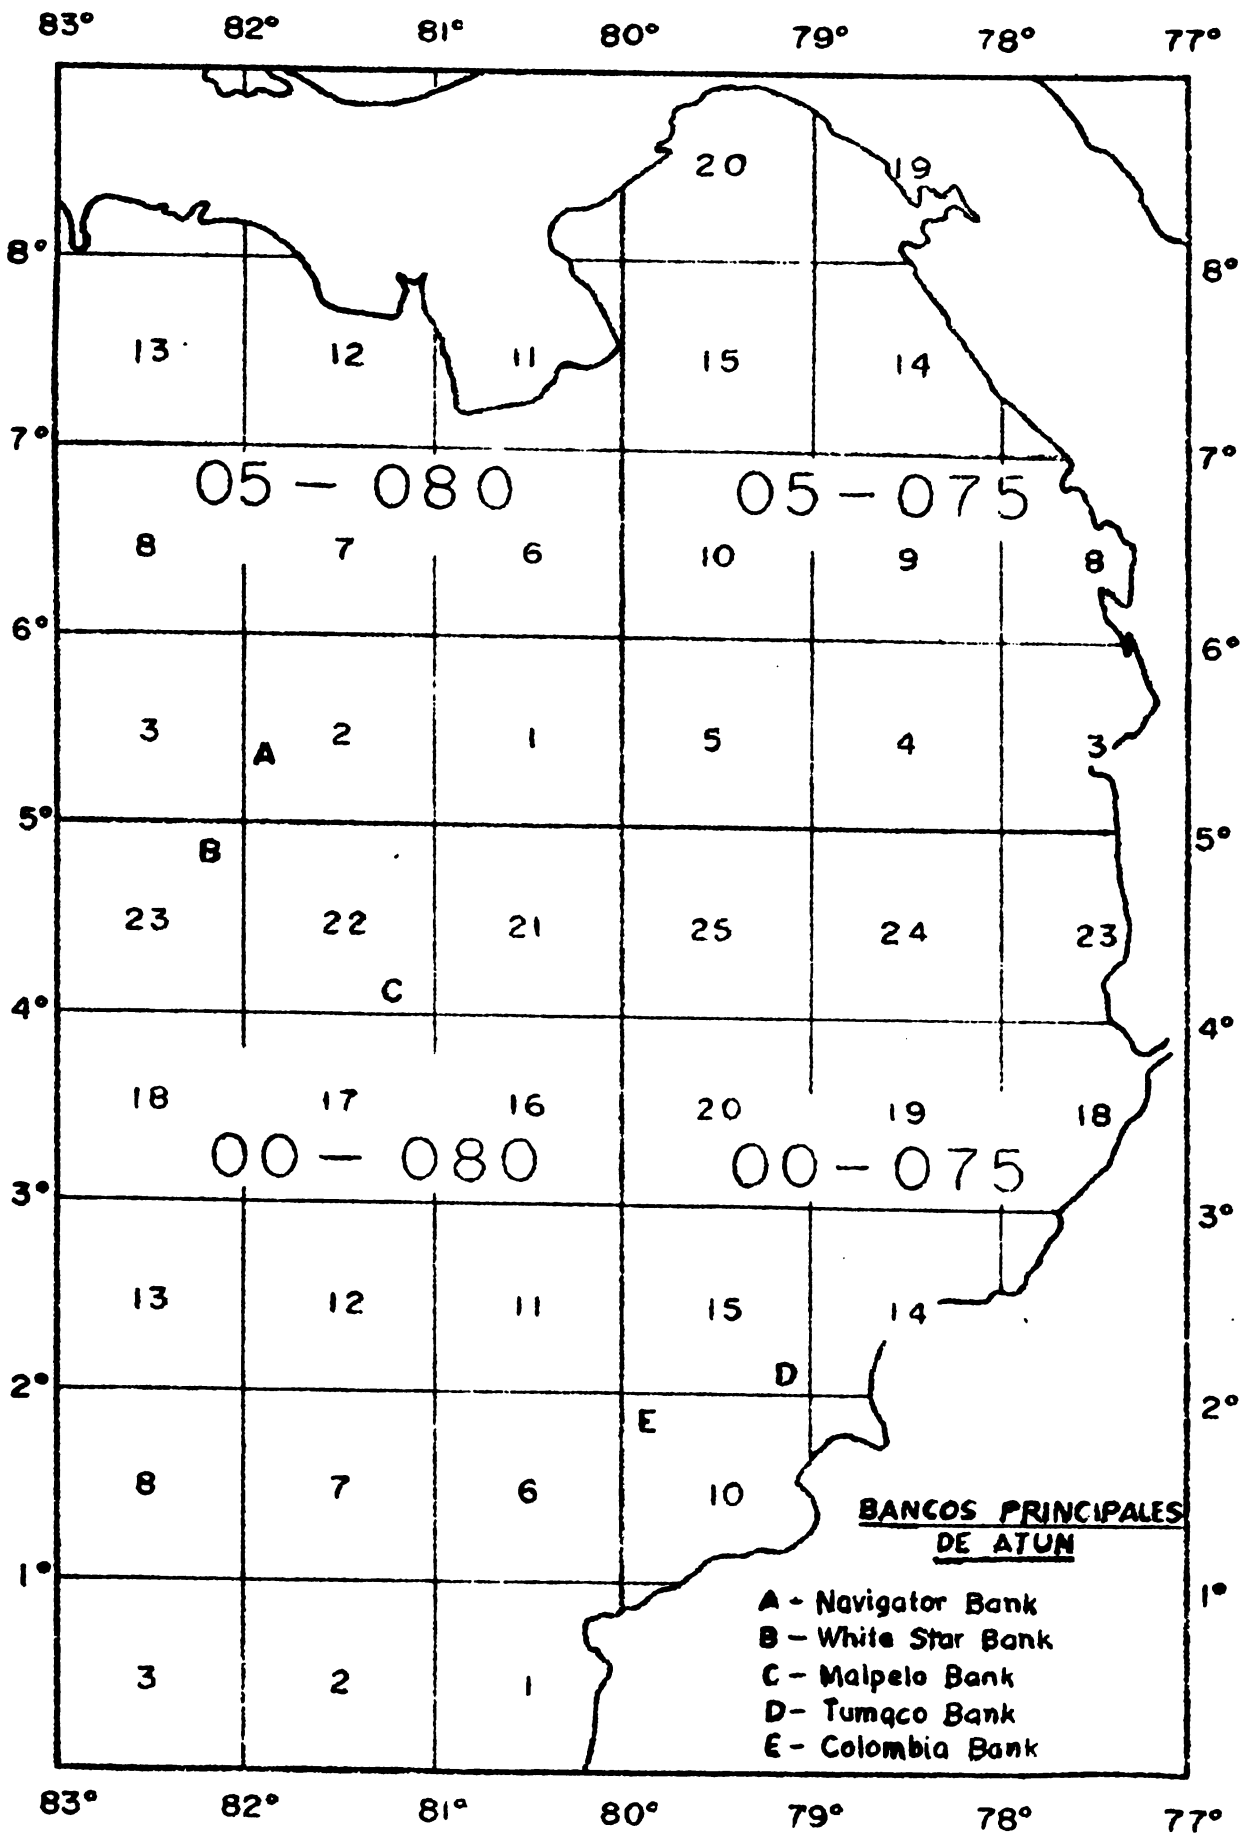 83° 82° 81° 80° 79° 78° 77°
20 19
8° 8°
13 12 11 15 14
7° 7°
05-080 05-075
8 7 6 10 9 8
6° 6°
3 2 1 5 4 3
A
5° 5°
B
23 22 21 25 24 23
C
4° 4°
18 17 16 20 19 18
00-080 00-075
3° 3°
13 12 11 15 14
D
2° 2°
E
8 7 6 10
BANCOS PRINCIPALES
DE ATUN
1° 1°
A - Navigator Bank
B - White Star Bank
C - Malpelo Bank
3 2 1
D - Tumaco Bank
E - Colombia Bank
83° 82° 81° 80° 79° 78° 77°